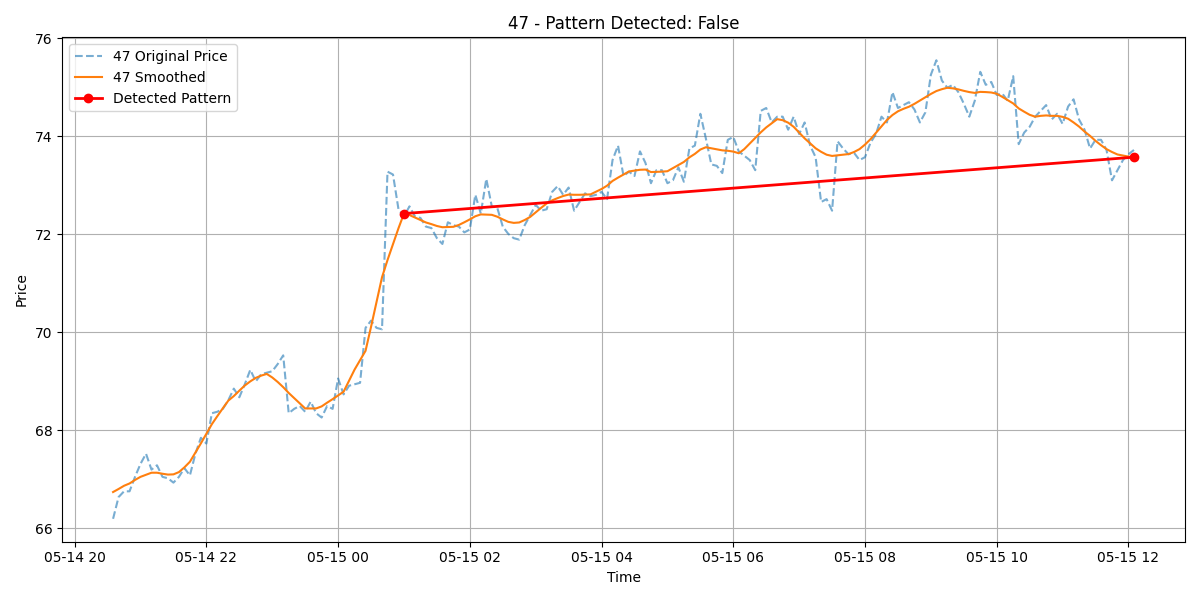 47 - Pattern Detected: False
47 Original Price
47 Smoothed
Detected Pattern
Price
76
74
72
70
68
66
05-14 20
05-14 22
05-15 00
05-15 02
05-15 04
05-15 06
05-15 08
05-15 10
05-15 12
Time